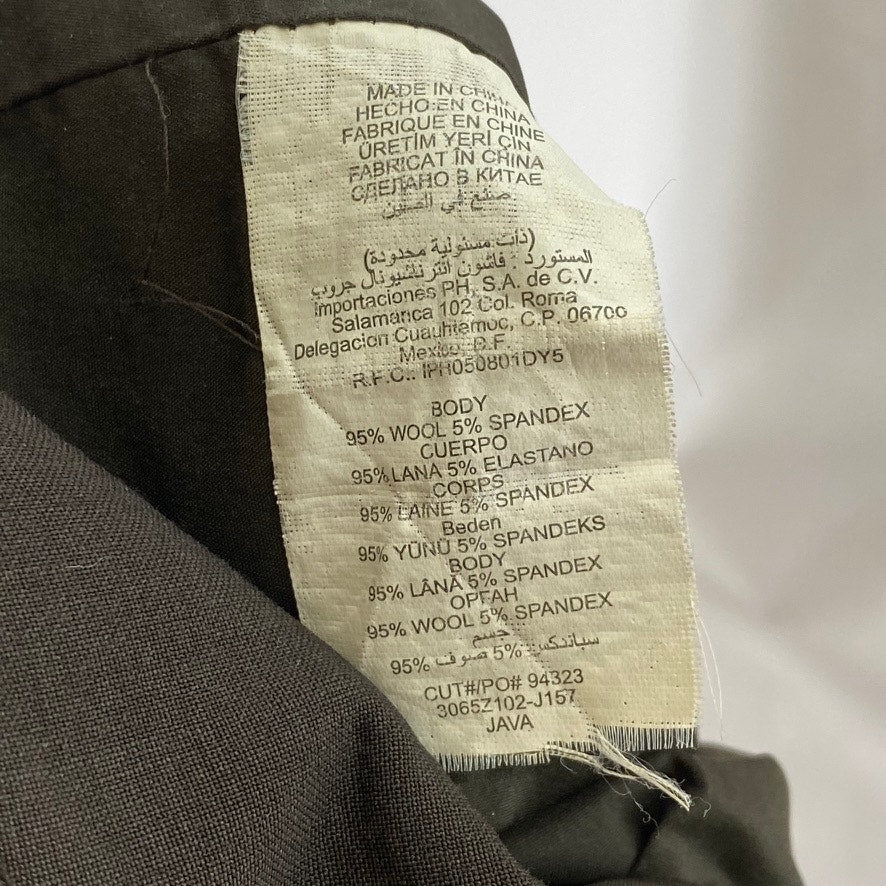 MADE IN CHINA
HECHO EN CHINA
FABRIQUE EN CHINE
ÜRETİM YERİ ÇİN
FABRICAT ÎN CHINA
СДЕЛАНО В КИТАЕ
صنع في الصين
(ذات مسئولية محدودة)
المستورد : فاشون انترناشيونال جروب
Importaciones PH, S.A. de C.V.
Salamanca 102 Col. Roma
Delegacion Cuauhtemoc, C.P. 06700
Mexico, D.F.
R.F.C.: IPH050801DY5
BODY
95% WOOL 5% SPANDEX
CUERPO
95% LANA 5% ELASTANO
CORPS
95% LAINE 5% SPANDEX
Beden
95% YÜNÜ 5% SPANDEKS
BODY
95% LÂNĂ 5% SPANDEX
ОРГАН
95% WOOL 5% SPANDEX
جسم
95% صوف 5% سباندكس
CUT#/PO# 94323
3065Z102-J157
JAVA